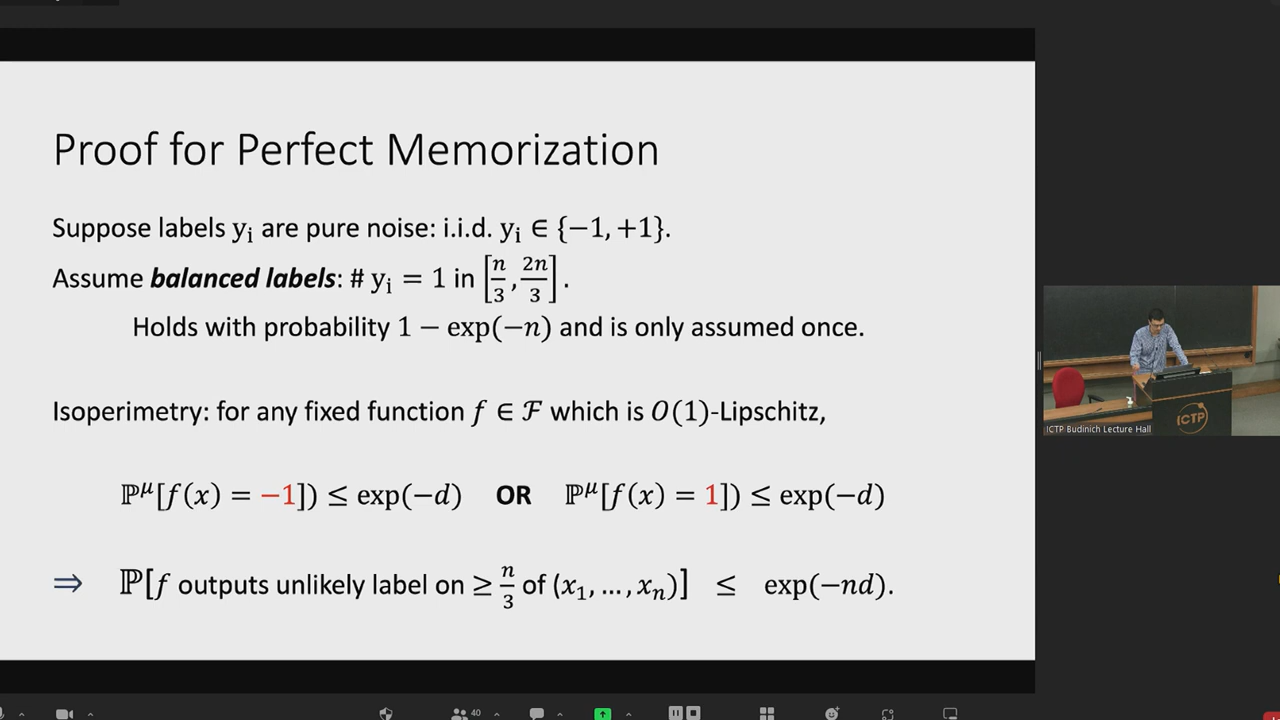 Proof for Perfect Memorization
Suppose labels yᵢ are pure noise: i.i.d. yᵢ ∈ {−1, +1}.
Assume balanced labels: # yᵢ = 1 in [n/3, 2n/3].
Holds with probability 1 − exp(−n) and is only assumed once.
Isoperimetry: for any fixed function f ∈ ℱ which is O(1)-Lipschitz,
ℙ^μ[f(x) = −1]) ≤ exp(−d) OR ℙ^μ[f(x) = 1]) ≤ exp(−d)
⇒ ℙ[f outputs unlikely label on ≥ n/3 of (x₁, …, xₙ)] ≤ exp(−nd).
ICTP
ICTP Budinich Lecture Hall
40